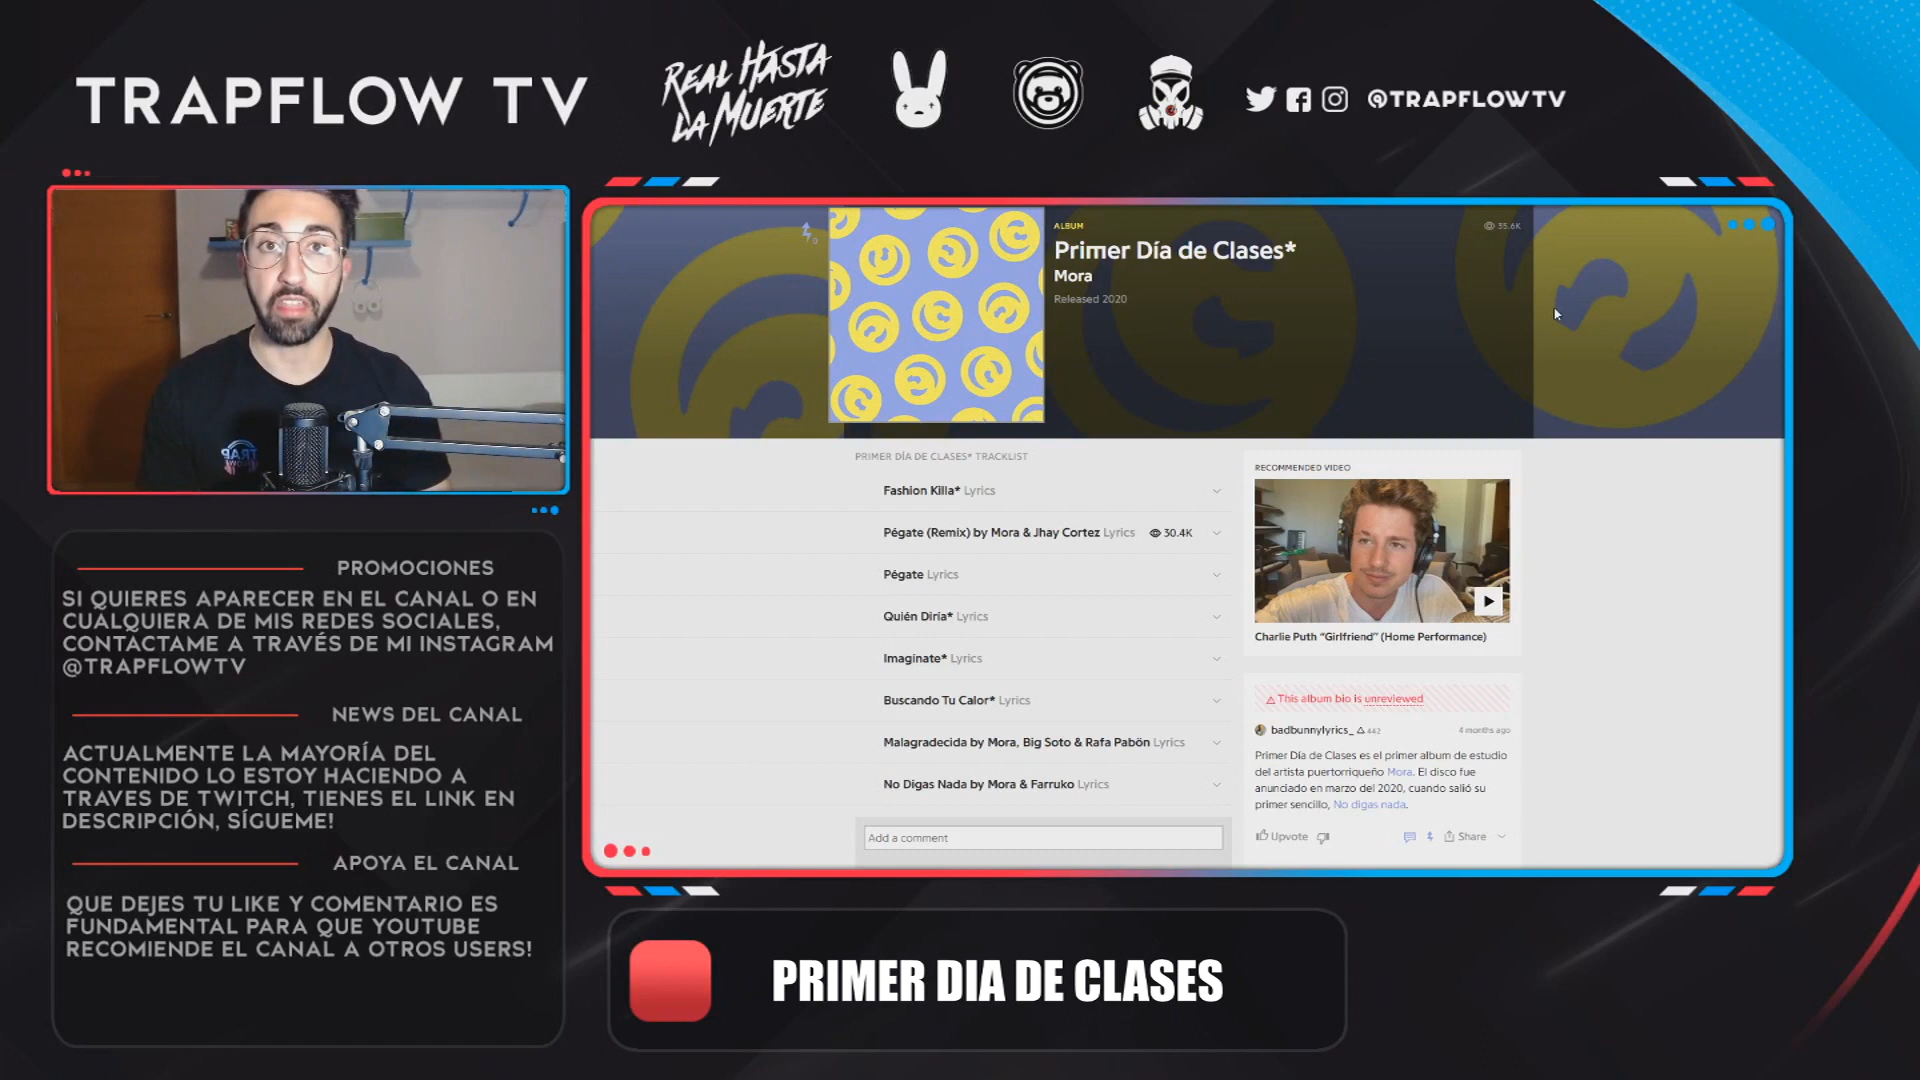 TRAPFLOW TV
REAL HASTA
LA MUERTE
@TRAPFLOWTV
PROMOCIONES
SI QUIERES APARECER EN EL CANAL O EN
CUALQUIERA DE MIS REDES SOCIALES,
CONTACTAME A TRAVÉS DE MI INSTAGRAM
@TRAPFLOWTV
NEWS DEL CANAL
ACTUALMENTE LA MAYORÍA DEL
CONTENIDO LO ESTOY HACIENDO A
TRAVES DE TWITCH, TIENES EL LINK EN
DESCRIPCIÓN, SÍGUEME!
APOYA EL CANAL
QUE DEJES TU LIKE Y COMENTARIO ES
FUNDAMENTAL PARA QUE YOUTUBE
RECOMIENDE EL CANAL A OTROS USERS!
0
ALBUM
35.6K
Primer Día de Clases*
Mora
Released 2020
PRIMER DÍA DE CLASES* TRACKLIST
Fashion Killa* Lyrics
Pégate (Remix) by Mora & Jhay Cortez Lyrics 30.4K
Pégate Lyrics
Quién Diría* Lyrics
Imaginate* Lyrics
Buscando Tu Calor* Lyrics
Malagradecida by Mora, Big Soto & Rafa Pabön Lyrics
No Digas Nada by Mora & Farruko Lyrics
Add a comment
RECOMMENDED VIDEO
Charlie Puth “Girlfriend” (Home Performance)
This album bio is unreviewed
badbunnylyrics_ 442 4 months ago
Primer Día de Clases es el primer album de estudio
del artista puertorriqueño Mora. El disco fue
anunciado en marzo del 2020, cuando salió su
primer sencillo, No digas nada.
Upvote Share
PRIMER DIA DE CLASES